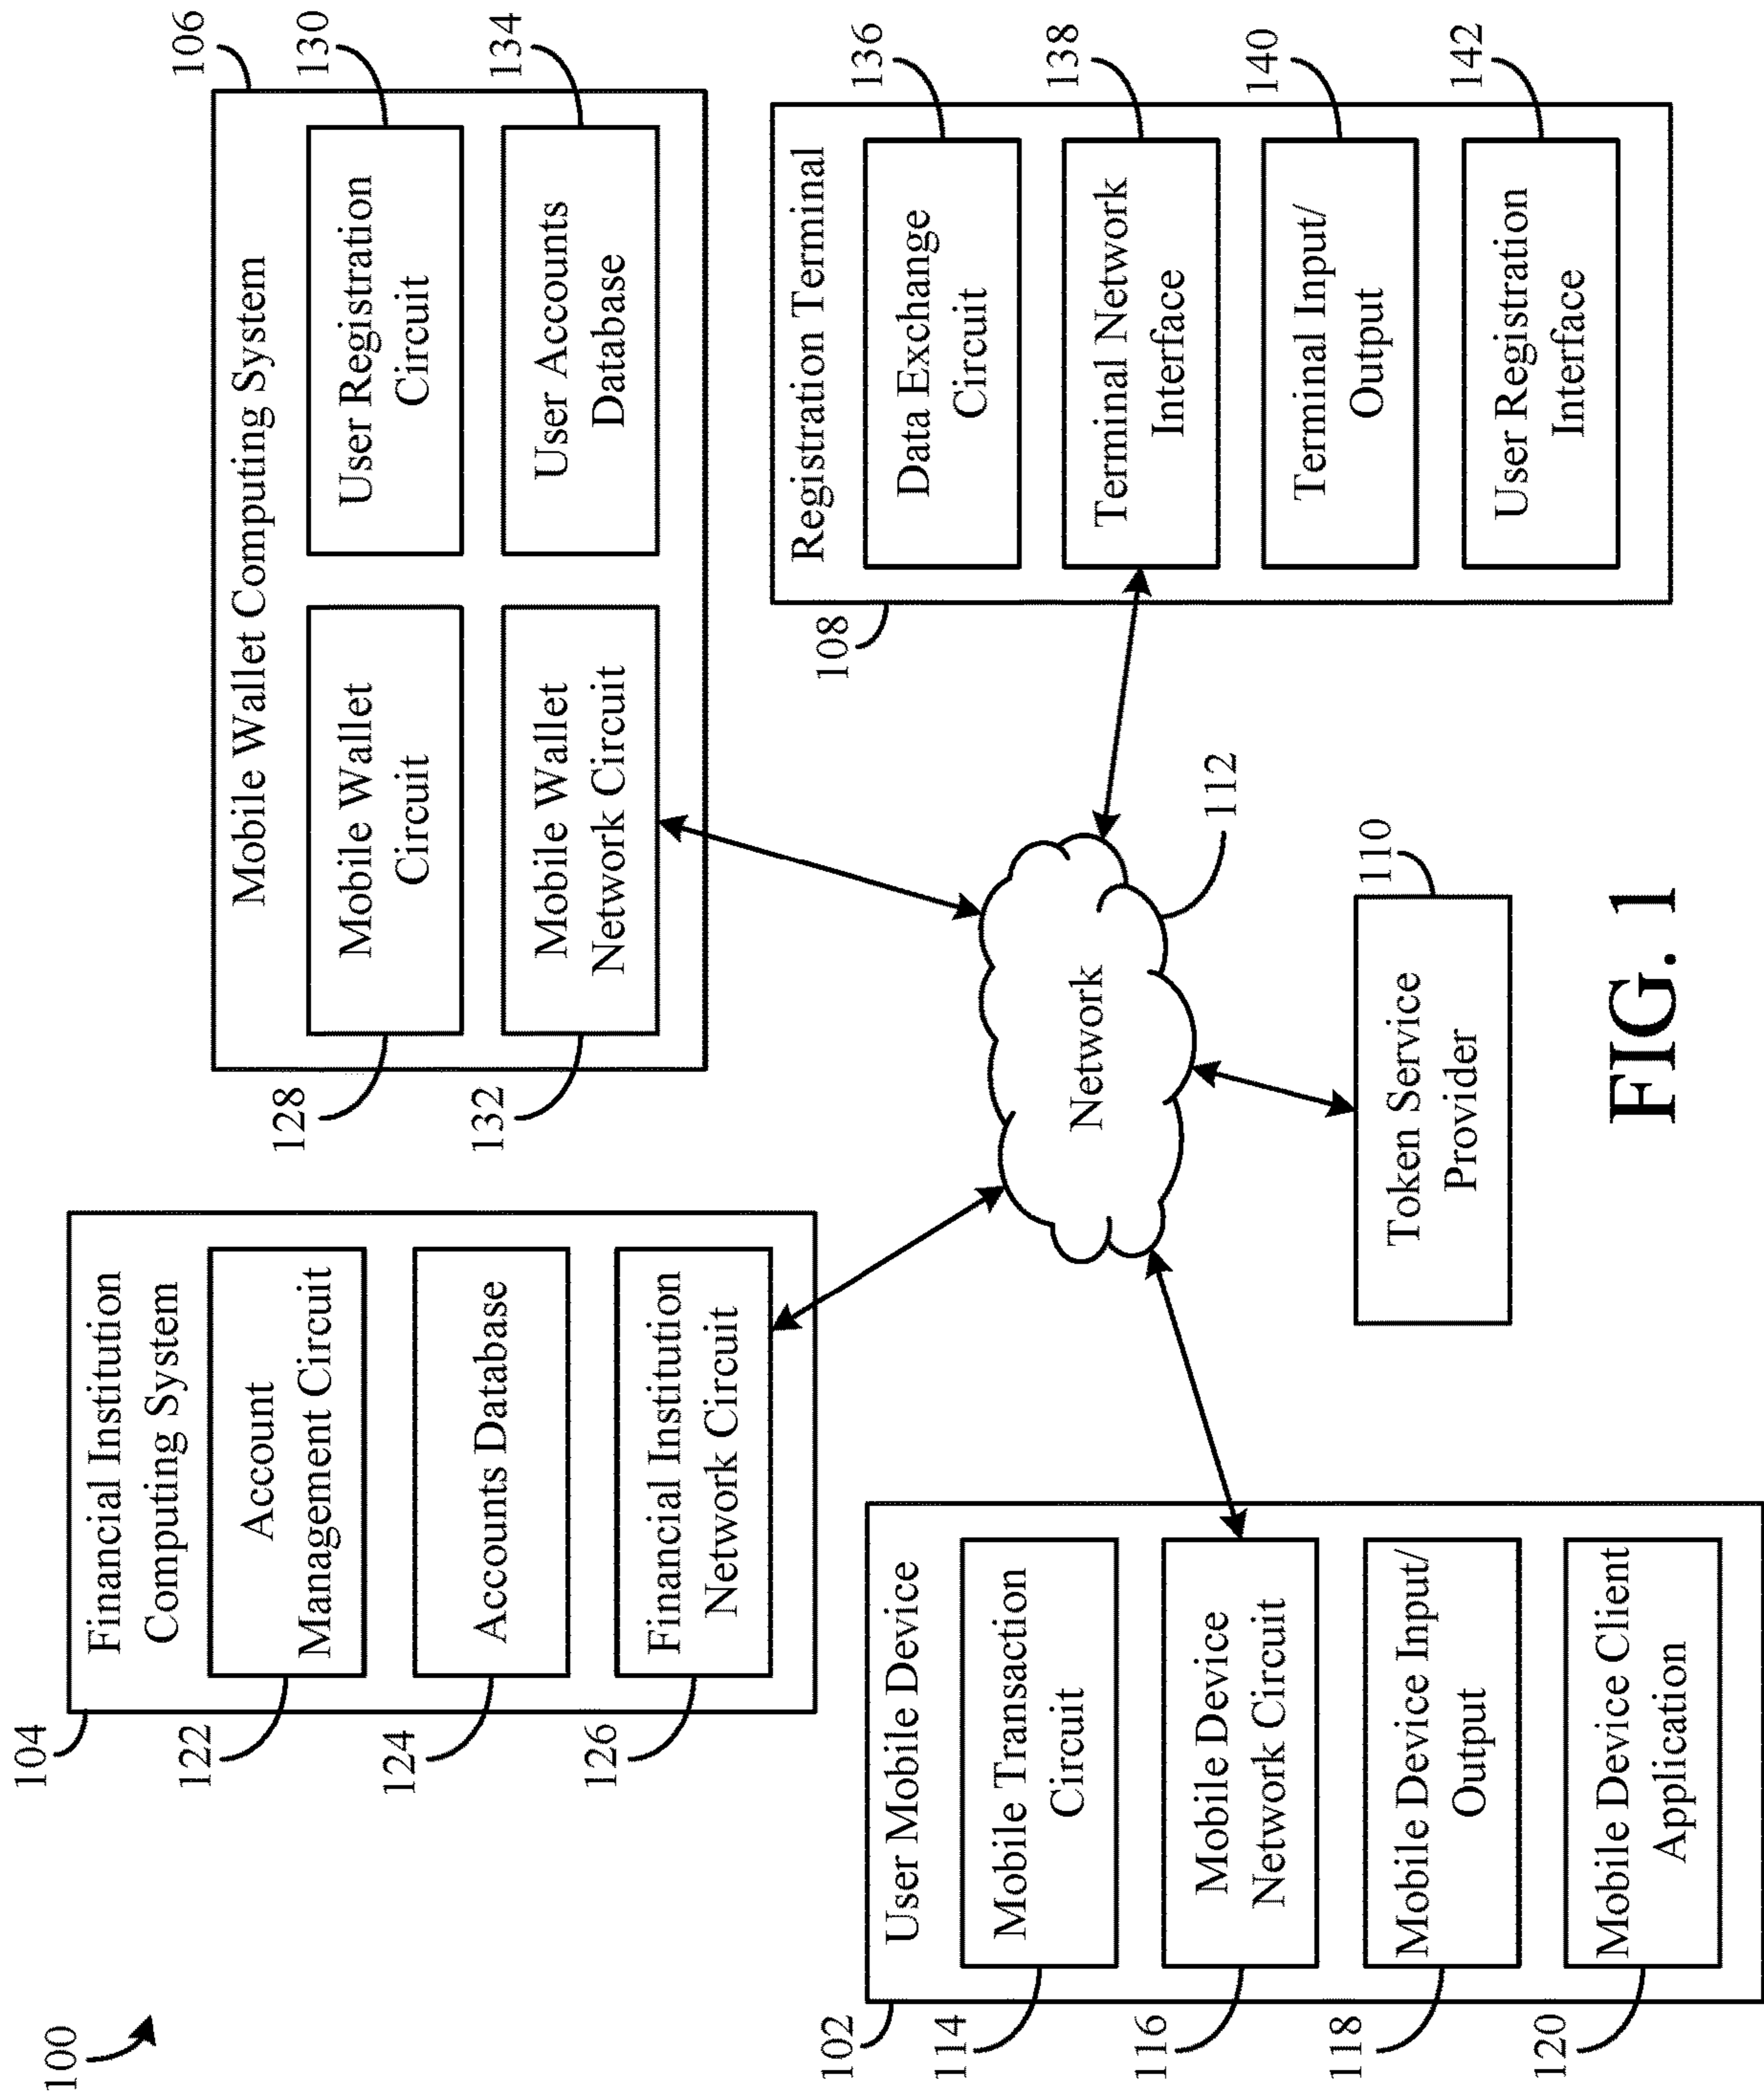 100
104
Financial Institution
Computing System
122
Account
Management Circuit
124
Accounts Database
126
Financial Institution
Network Circuit
106
Mobile Wallet Computing System
128
Mobile Wallet
Circuit
130
User Registration
Circuit
132
Mobile Wallet
Network Circuit
134
User Accounts
Database
102
User Mobile Device
114
Mobile Transaction
Circuit
116
Mobile Device
Network Circuit
118
Mobile Device Input/
Output
120
Mobile Device Client
Application
Network
112
Token Service
Provider
110
108
Registration Terminal
136
Data Exchange
Circuit
138
Terminal Network
Interface
140
Terminal Input/
Output
142
User Registration
Interface
FIG. 1